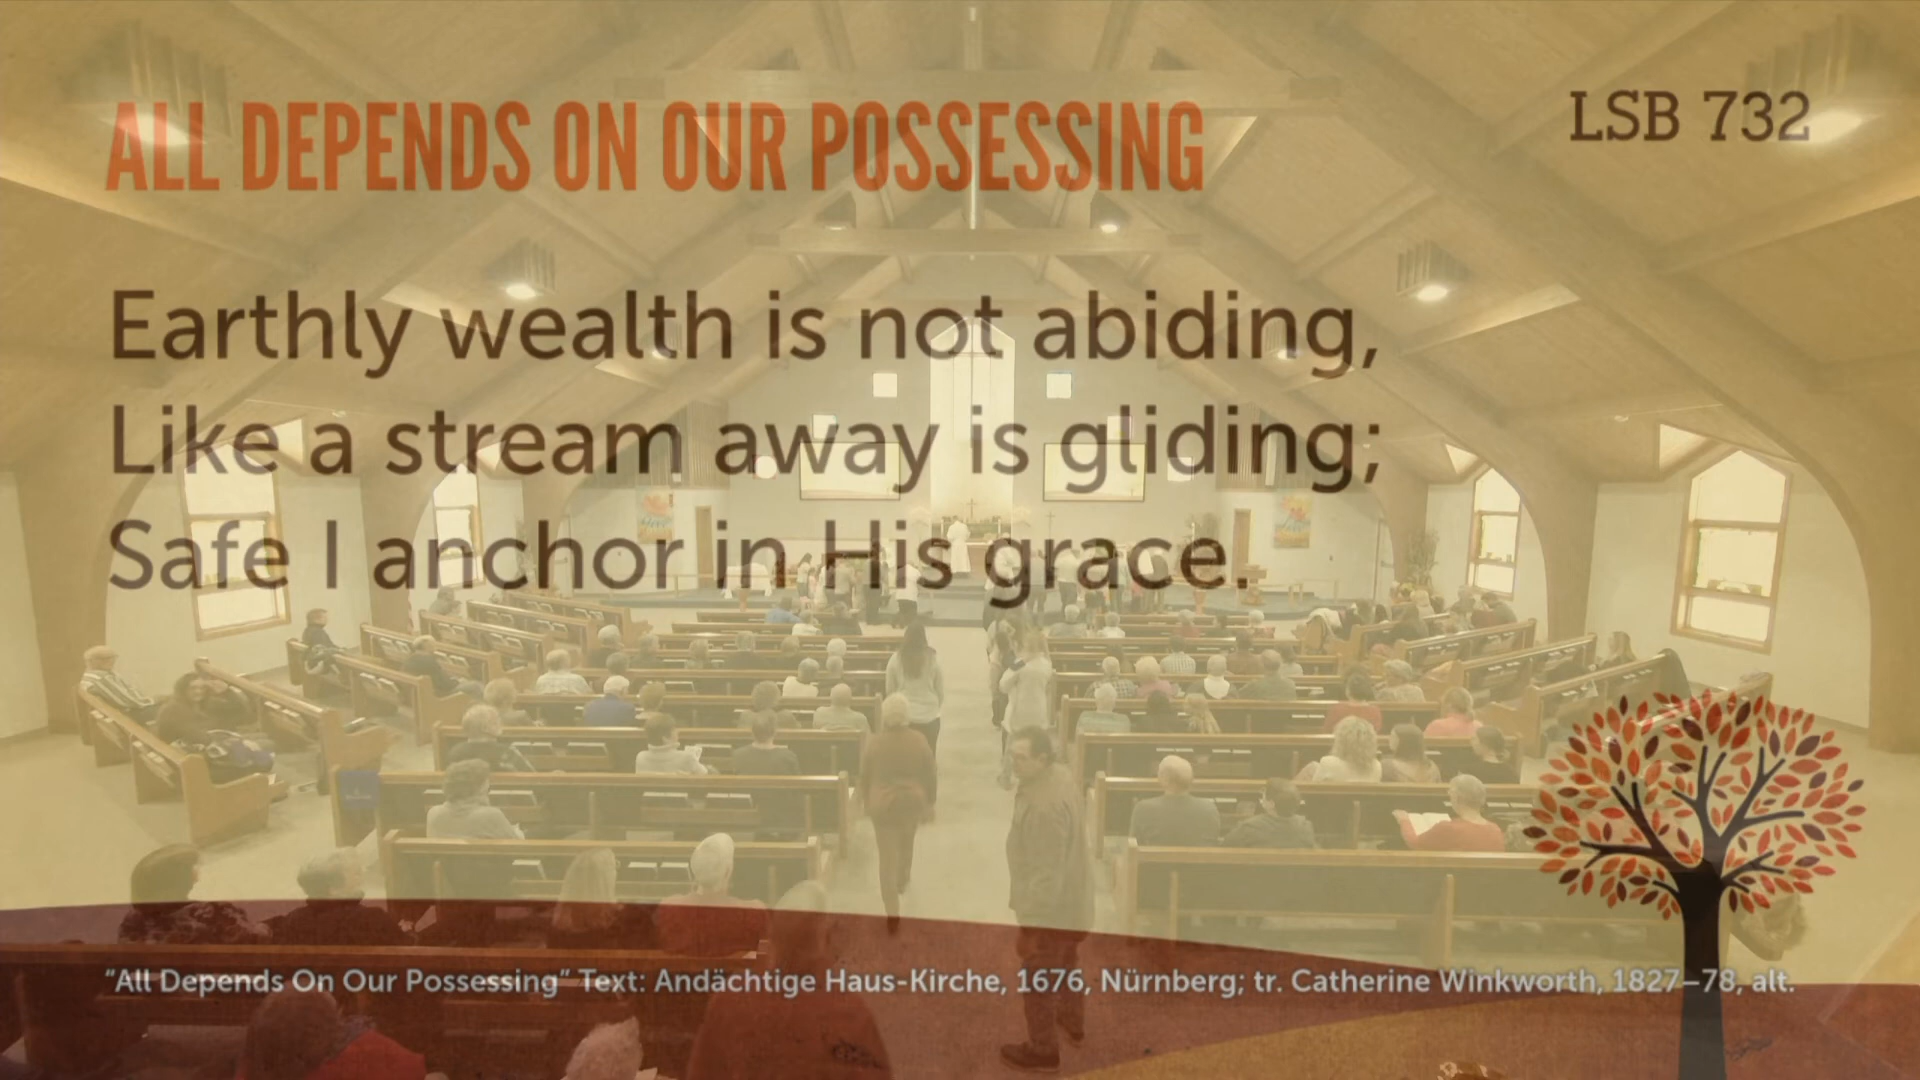 ALL DEPENDS ON OUR POSSESSING
LSB 732
Earthly wealth is not abiding,
Like a stream away is gliding;
Safe I anchor in His grace.
"All Depends On Our Possessing" Text: Andächtige Haus-Kirche, 1676, Nürnberg; tr. Catherine Winkworth, 1827–78, alt.